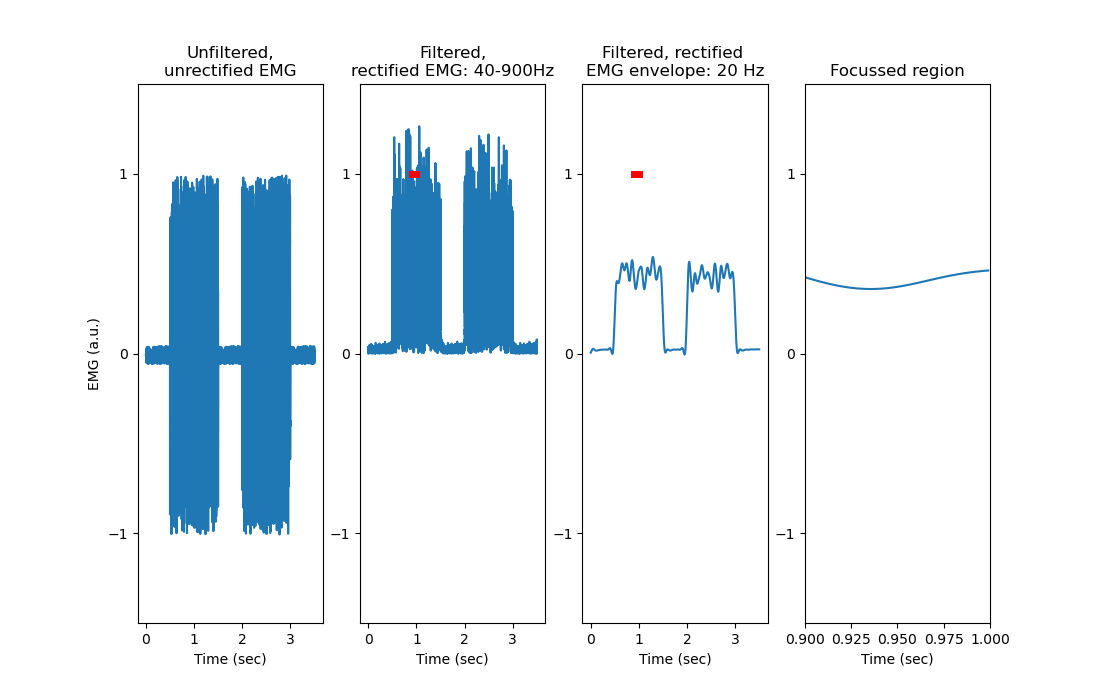 Unfiltered,
unrectified EMG
Filtered,
rectified EMG: 40-900Hz
Filtered, rectified
EMG envelope: 20 Hz
Focussed region
EMG (a.u.)
1
0
−1
0 1 2 3
Time (sec)
1
0
−1
0 1 2 3
Time (sec)
1
0
−1
0 1 2 3
Time (sec)
1
0
−1
0.900 0.925 0.950 0.975 1.000
Time (sec)